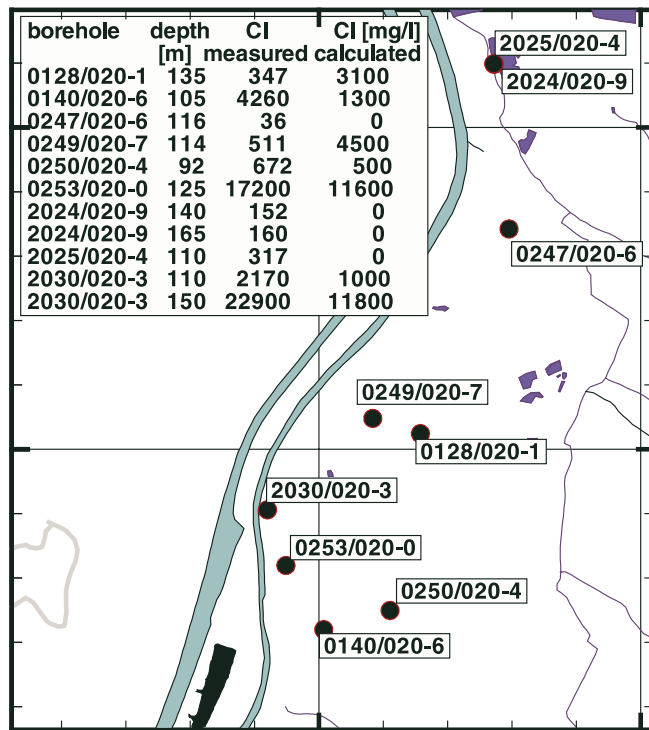 borehole depth Cl Cl [mg/l]
[m] measured calculated
0128/020-1 135 347 3100
0140/020-6 105 4260 1300
0247/020-6 116 36 0
0249/020-7 114 511 4500
0250/020-4 92 672 500
0253/020-0 125 17200 11600
2024/020-9 140 152 0
2024/020-9 165 160 0
2025/020-4 110 317 0
2030/020-3 110 2170 1000
2030/020-3 150 22900 11800
2025/020-4
2024/020-9
0247/020-6
0249/020-7
0128/020-1
2030/020-3
0253/020-0
0250/020-4
0140/020-6